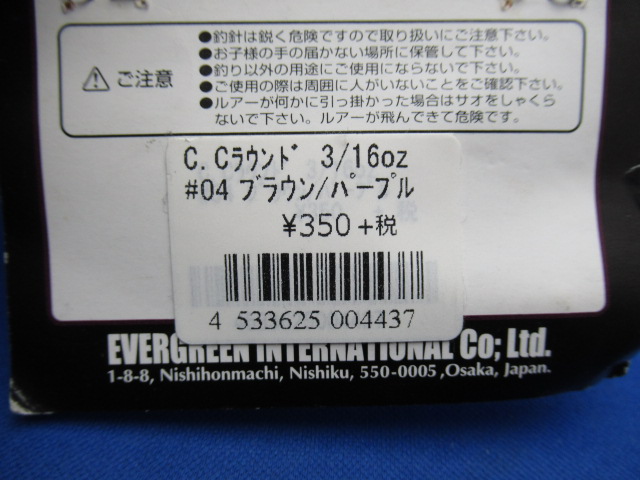 ●釣針は鋭く危険ですので取り扱いにご注意下さい。
●お子様の手の届かない場所に保管して下さい。
⚠ ご注意 ●釣り以外の用途にご使用にならないで下さい。
●ご使用の際は周囲に人がいないことをご確認下さい。
●ルアーが何かに引っ掛かった場合はサオをしゃくら
ないで下さい。ルアーが飛んできて危険です。
C.Cﾗｳﾝﾄﾞ 3/16oz
#04 ﾌﾞﾗｳﾝ/ﾊﾟｰﾌﾟﾙ
¥350+税
4 533625 004437
EVERGREEN INTERNATIONAL Co; Ltd.
1-8-8, Nishihonmachi, Nishiku, 550-0005 ,Osaka, Japan.